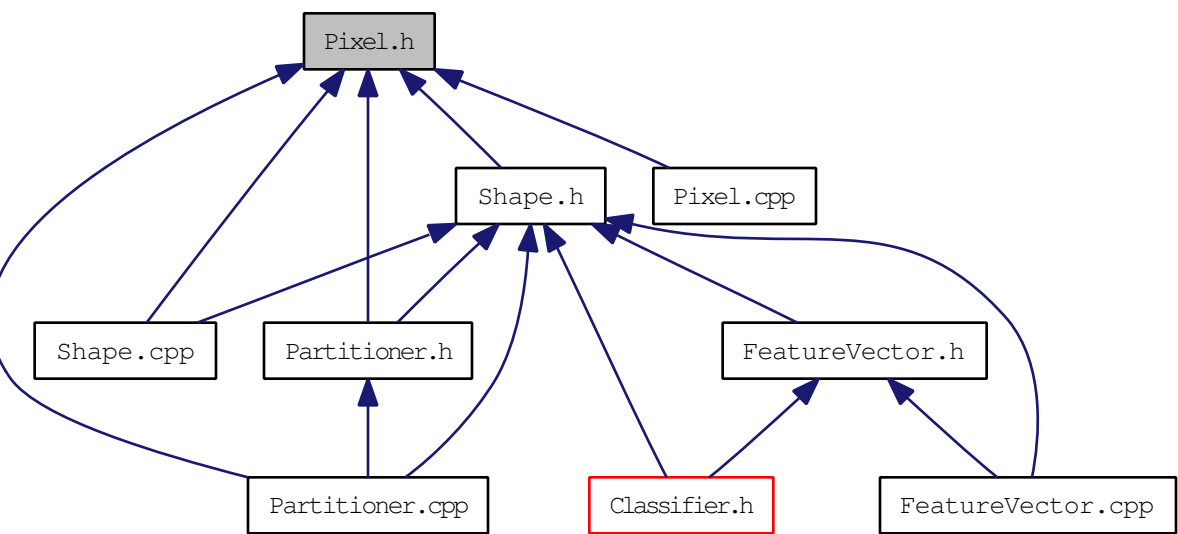 Pixel.h
Shape.h
Pixel.cpp
Shape.cpp
Partitioner.h
FeatureVector.h
Partitioner.cpp
Classifier.h
FeatureVector.cpp